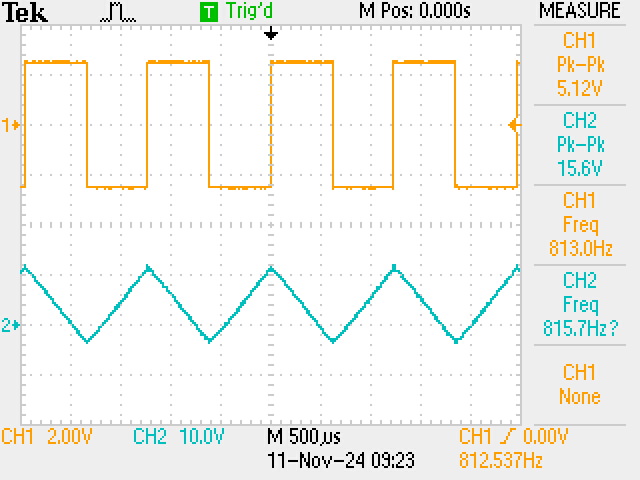 Tek T Trig'd M Pos: 0.000s MEASURE
CH1
Pk-Pk
5.12V
1
CH2
Pk-Pk
15.6V
CH1
Freq
813.0Hz
CH2
Freq
815.7Hz?
2
CH1
None
CH1 2.00V CH2 10.0V M 500µs CH1 0.00V
11-Nov-24 09:23 812.537Hz